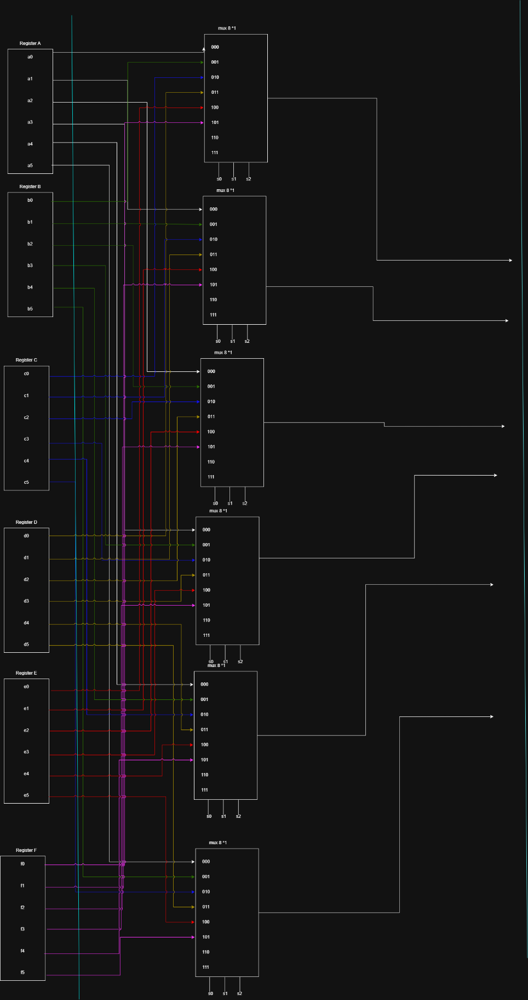 mux 8 *1
Register A
a0
a1
a2
a3
a4
a5
000
001
010
011
100
101
110
111
s0 s1 s2
Register B
b0
b1
b2
b3
b4
b5
mux 8 *1
000
001
010
011
100
101
110
111
s0 s1 s2
Register C
c0
c1
c2
c3
c4
c5
mux 8 *1
000
001
010
011
100
101
110
111
s0 s1 s2
Register D
d0
d1
d2
d3
d4
d5
mux 8 *1
000
001
010
011
100
101
110
111
s0 s1 s2
Register E
e0
e1
e2
e3
e4
e5
mux 8 *1
000
001
010
011
100
101
110
111
s0 s1 s2
Register F
f0
f1
f2
f3
f4
f5
mux 8 *1
000
001
010
011
100
101
110
111
s0 s1 s2